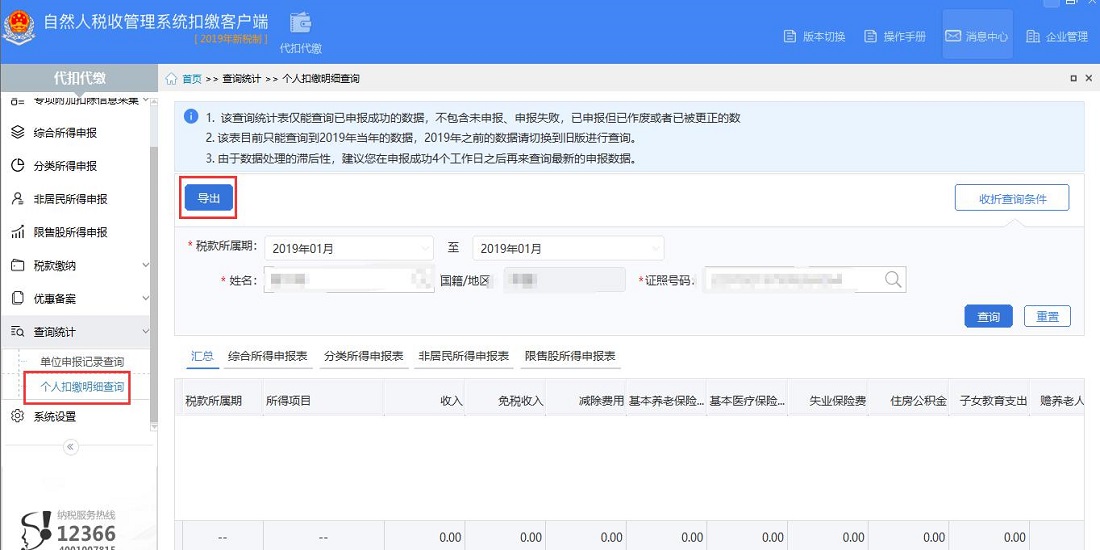 自然人税收管理系统扣缴客户端
[ 2019年新税制 ]
代扣代缴
版本切换
操作手册
消息中心
企业管理
代扣代缴
首页 >> 查询统计 >> 个人扣缴明细查询
专项附加扣除信息采集
综合所得申报
分类所得申报
非居民所得申报
限售股所得申报
税款缴纳
优惠备案
查询统计
单位申报记录查询
个人扣缴明细查询
系统设置
纳税服务热线
12366
4001007815
1. 该查询统计表仅能查询已申报成功的数据，不包含未申报、申报失败，已申报但已作废或者已被更正的数
2. 该表目前只能查询到2019年当年的数据，2019年之前的数据请切换到旧版进行查询。
3. 由于数据处理的滞后性，建议您在申报成功4个工作日之后再来查询最新的申报数据。
导出
收折查询条件
* 税款所属期： 2019年01月 至 2019年01月
* 姓名： 国籍/地区 * 证照号码：
查询
重置
汇总 综合所得申报表 分类所得申报表 非居民所得申报表 限售股所得申报表
税款所属期 所得项目 收入 免税收入 减除费用 基本养老保险... 基本医疗保险... 失业保险费 住房公积金 子女教育支出 赡养老人
-- -- 0.00 0.00 0.00 0.00 0.00 0.00 0.00 0.00